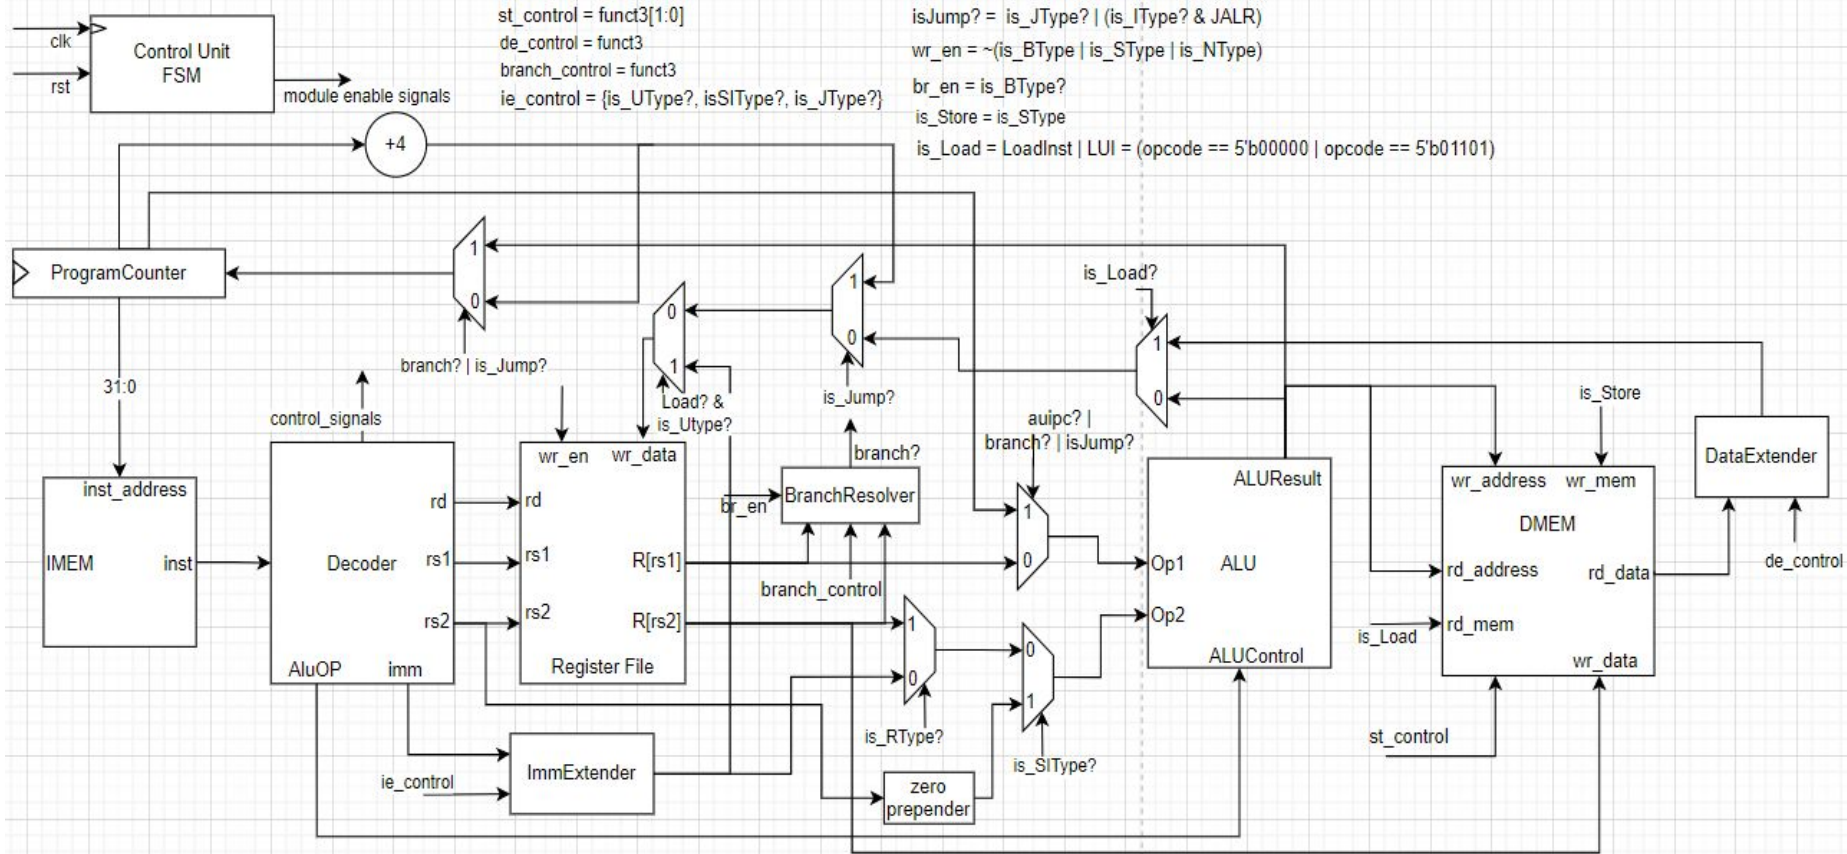 clk
rst
Control Unit
FSM
module enable signals
st_control = funct3[1:0]
de_control = funct3
branch_control = funct3
ie_control = {is_UType?, isSIType?, is_JType?}
isJump? = is_JType? | (is_IType? & JALR)
wr_en = ~(is_BType | is_SType | is_NType)
br_en = is_BType?
is_Store = is_SType
is_Load = LoadInst | LUI = (opcode == 5'b00000 | opcode == 5'b01101)
+4
ProgramCounter
1
0
branch? | is_Jump?
0
1
Load? &
is_Utype?
1
0
is_Jump?
is_Load?
1
0
31:0
control_signals
inst_address
IMEM
inst
Decoder
rd
rs1
rs2
AluOP
imm
wr_en
wr_data
rd
rs1
rs2
R[rs1]
R[rs2]
Register File
branch?
br_en
BranchResolver
branch_control
auipc? |
branch? | isJump?
1
0
1
0
is_RType?
0
1
is_SIType?
ie_control
ImmExtender
zero
prepender
ALUResult
Op1
ALU
Op2
ALUControl
is_Store
wr_address
wr_mem
DMEM
rd_address
rd_data
is_Load
rd_mem
wr_data
st_control
DataExtender
de_control